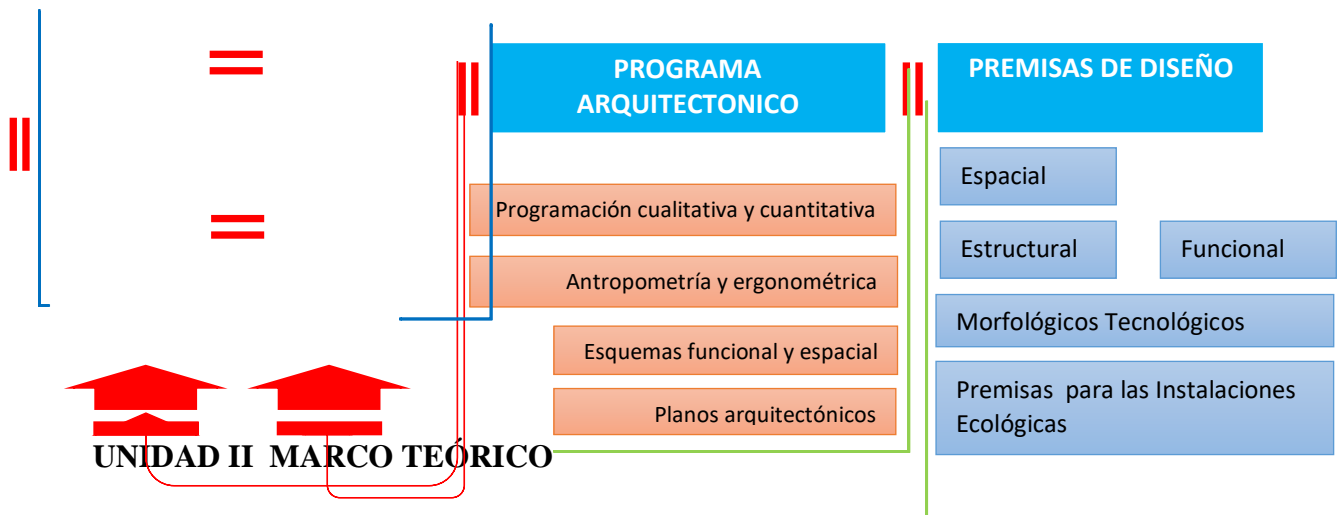 PROGRAMA
ARQUITECTONICO
Programación cualitativa y cuantitativa
Antropometría y ergonométrica
Esquemas funcional y espacial
Planos arquitectónicos
PREMISAS DE DISEÑO
Espacial
Estructural
Funcional
Morfológicos Tecnológicos
Premisas para las Instalaciones
Ecológicas
UNIDAD II MARCO TEÓRICO